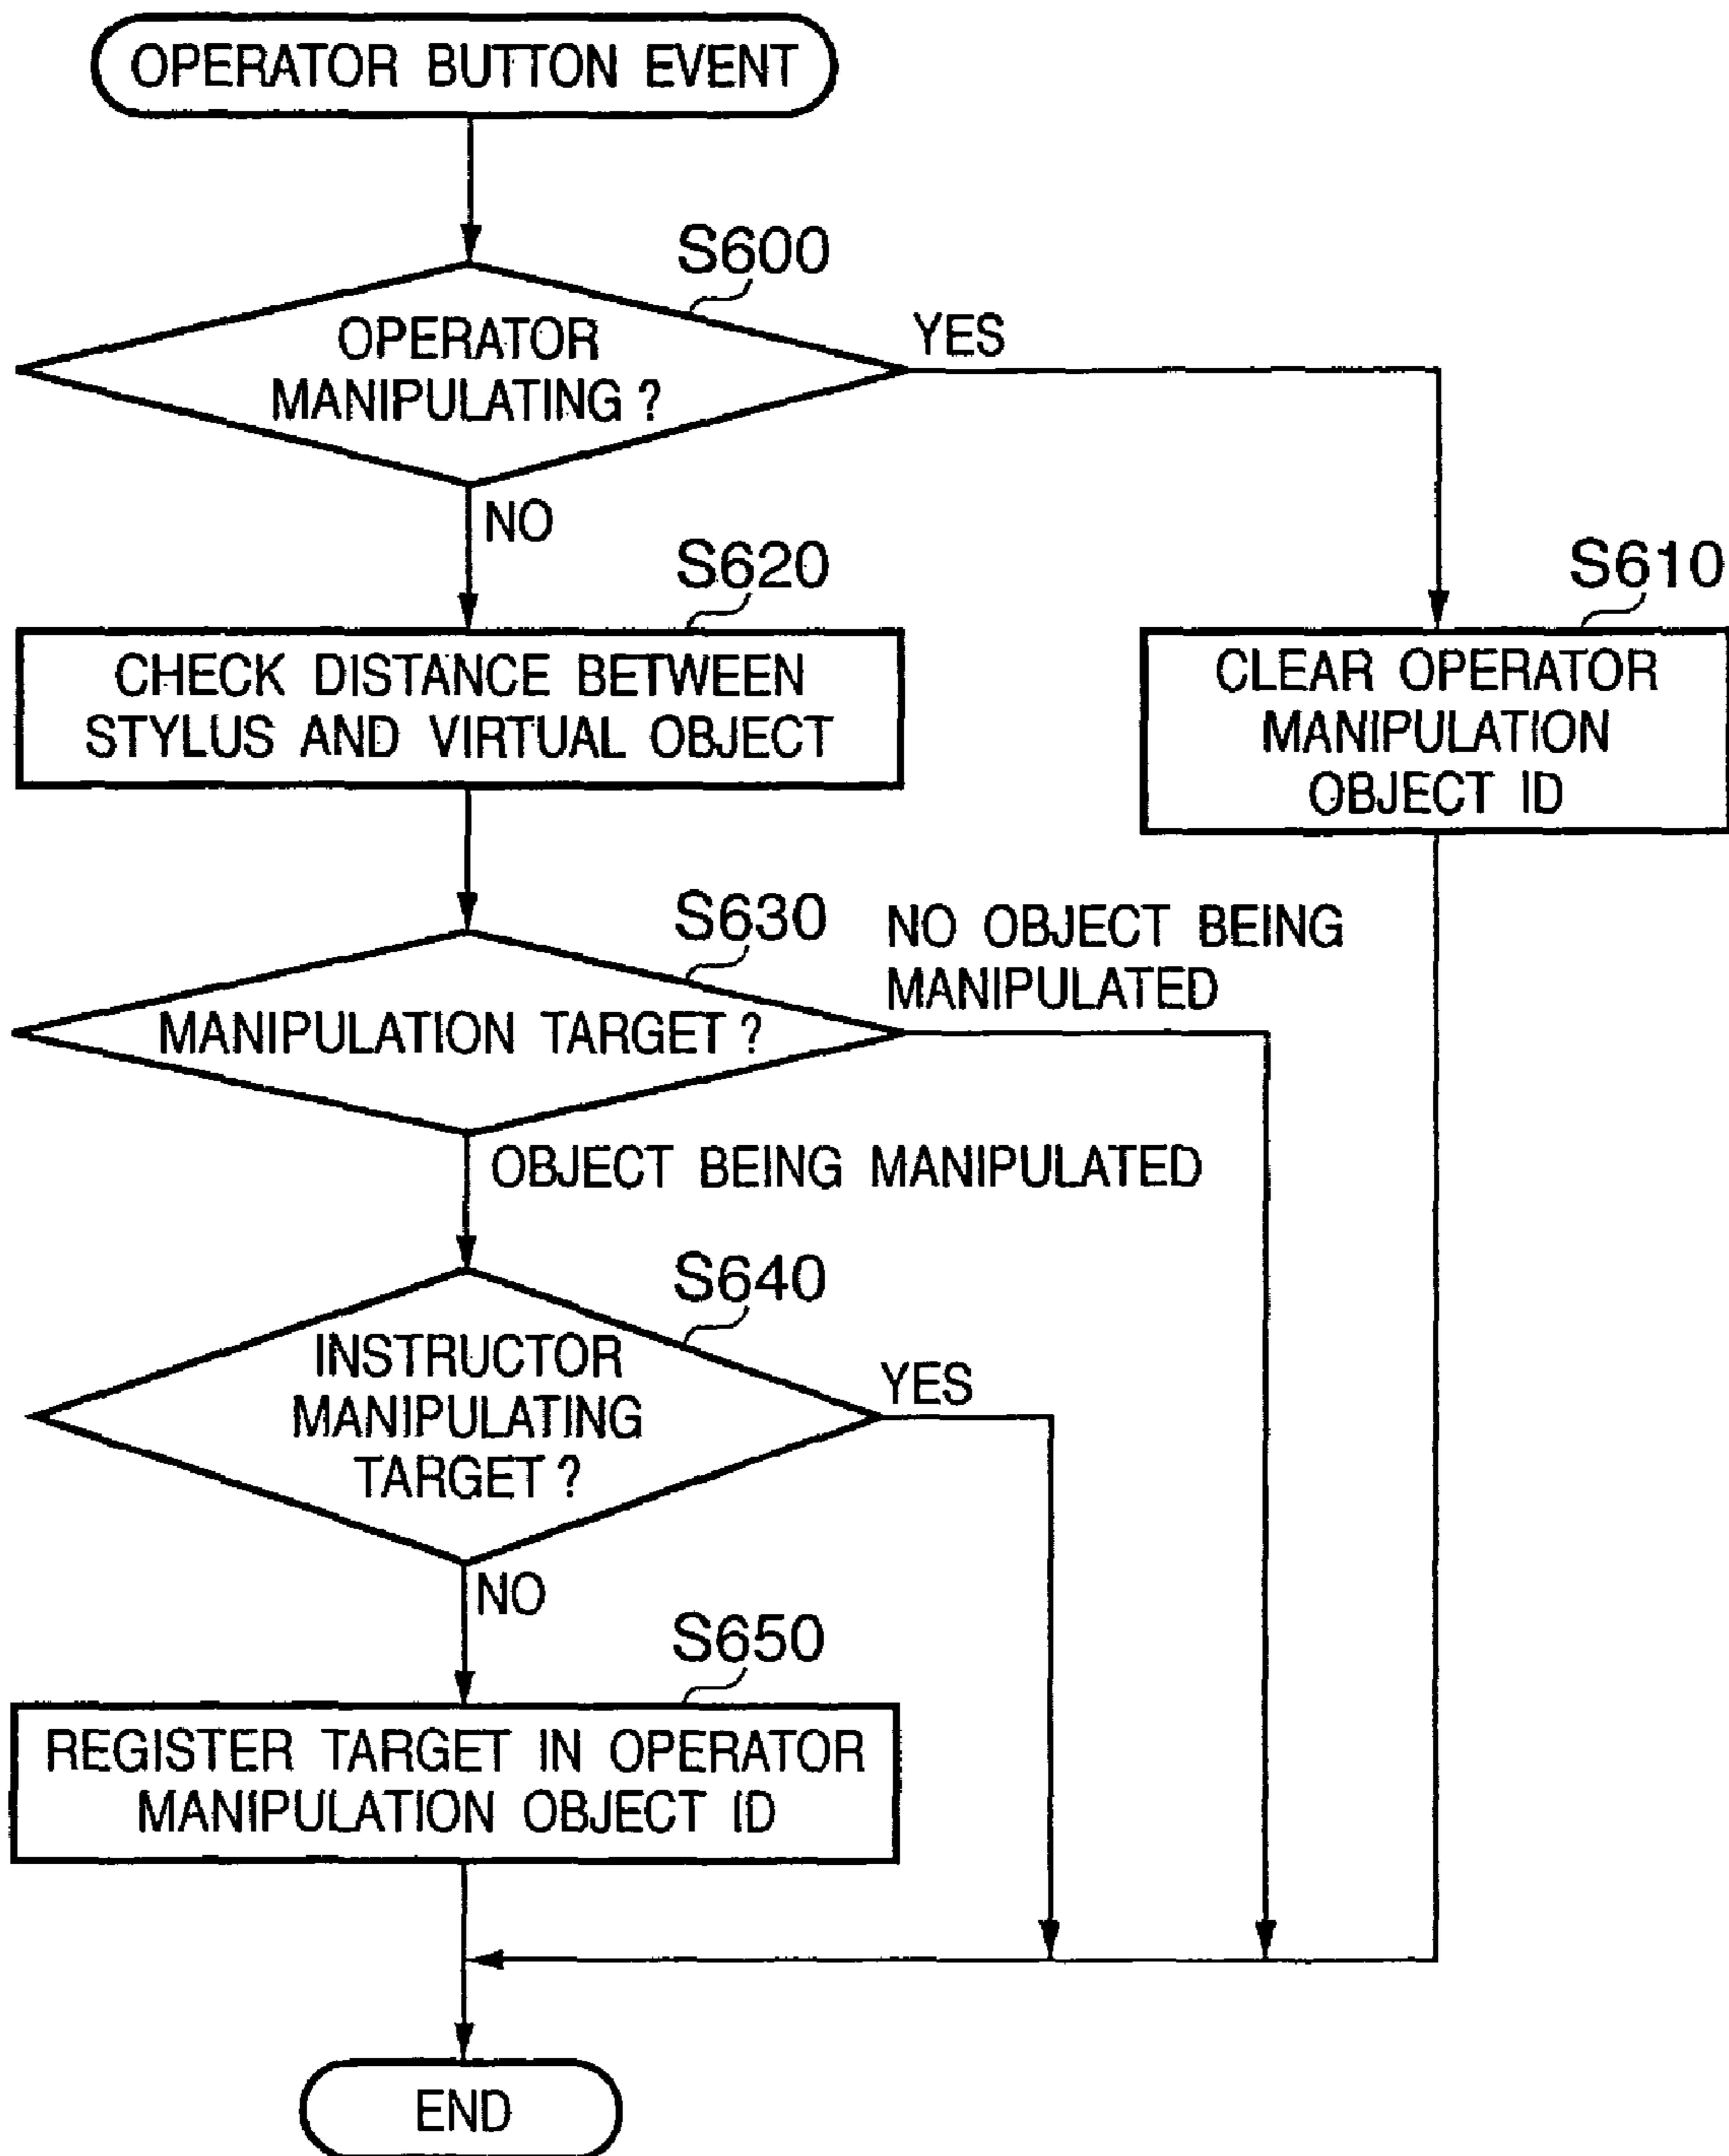 OPERATOR BUTTON EVENT
S600
OPERATOR
MANIPULATING ?
YES
NO
S620
CHECK DISTANCE BETWEEN
STYLUS AND VIRTUAL OBJECT
S610
CLEAR OPERATOR
MANIPULATION
OBJECT ID
S630
MANIPULATION TARGET ?
NO OBJECT BEING
MANIPULATED
OBJECT BEING MANIPULATED
S640
INSTRUCTOR
MANIPULATING
TARGET ?
YES
NO
S650
REGISTER TARGET IN OPERATOR
MANIPULATION OBJECT ID
END